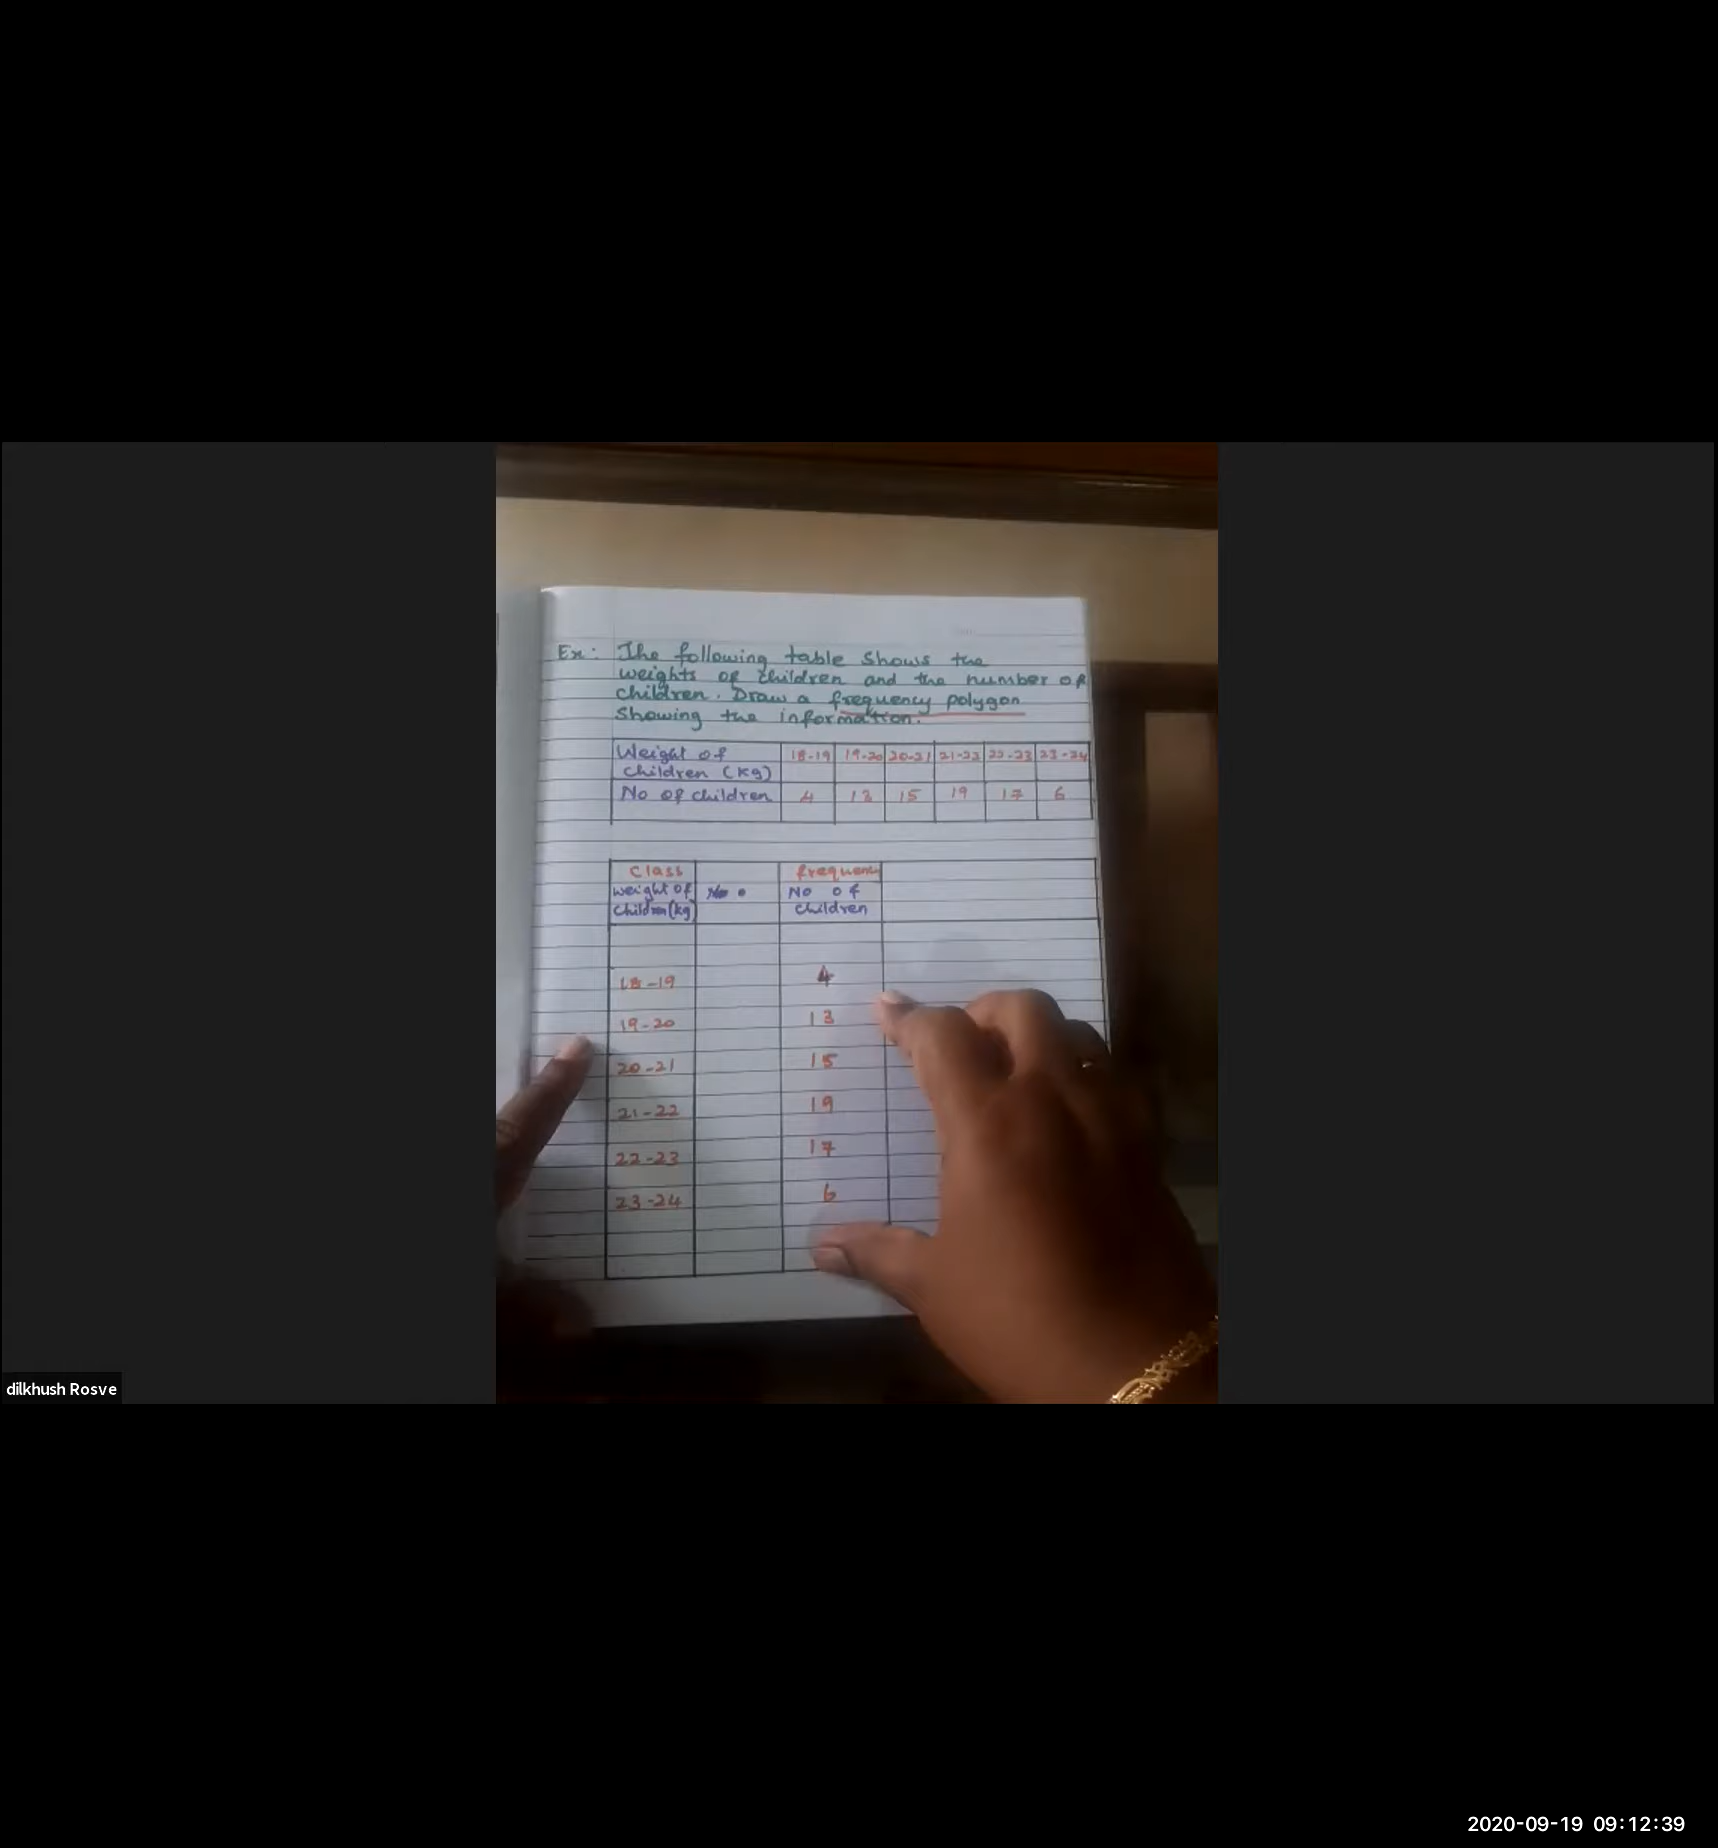 Ex: The following table shows the
weights of children and the number of
children. Draw a frequency polygon
Showing the information.
Weight of 18-19 19-20 20-21 21-22 22-23 23-24
children (kg)
No of children 4 13 15 19 17 6
Class frequency
weight of No of
children(kg) children
18-19 4
19-20 13
20-21 15
21-22 19
22-23 17
23-24 6
dilkhush Rosve
2020-09-19 09:12:39